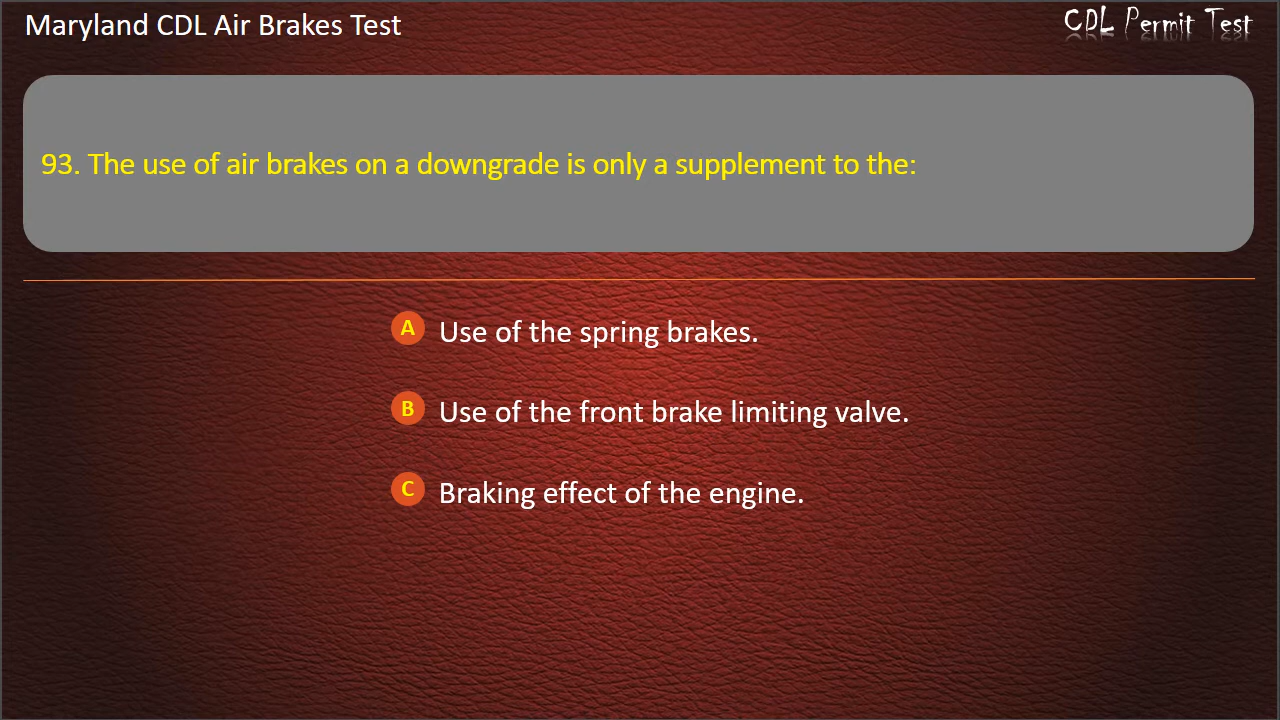 Maryland CDL Air Brakes Test
CDL Permit Test
93. The use of air brakes on a downgrade is only a supplement to the:
A Use of the spring brakes.
B Use of the front brake limiting valve.
C Braking effect of the engine.